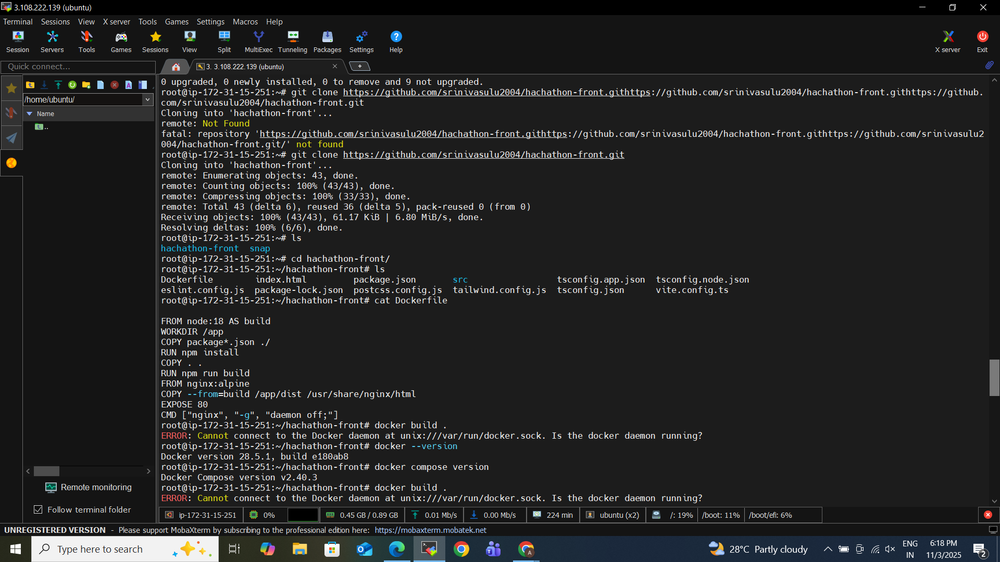 3.108.222.139 (ubuntu)
Terminal Sessions View X server Tools Games Settings Macros Help
Session Servers Tools Games Sessions View Split MultiExec Tunneling Packages Settings Help X server Exit
Quick connect...
3. 3.108.222.139 (ubuntu)
/home/ubuntu/
Name
..
0 upgraded, 0 newly installed, 0 to remove and 9 not upgraded.
root@ip-172-31-15-251:~# git clone https://github.com/srinivasulu2004/hachathon-front.githttps://github.com/srinivasulu2004/hachathon-front.githttps://github.
com/srinivasulu2004/hachathon-front.git
Cloning into 'hachathon-front'...
remote: Not Found
fatal: repository 'https://github.com/srinivasulu2004/hachathon-front.githttps://github.com/srinivasulu2004/hachathon-front.githttps://github.com/srinivasulu2
004/hachathon-front.git/' not found
root@ip-172-31-15-251:~# git clone https://github.com/srinivasulu2004/hachathon-front.git
Cloning into 'hachathon-front'...
remote: Enumerating objects: 43, done.
remote: Counting objects: 100% (43/43), done.
remote: Compressing objects: 100% (33/33), done.
remote: Total 43 (delta 6), reused 36 (delta 5), pack-reused 0 (from 0)
Receiving objects: 100% (43/43), 61.17 KiB | 6.80 MiB/s, done.
Resolving deltas: 100% (6/6), done.
root@ip-172-31-15-251:~# ls
hachathon-front snap
root@ip-172-31-15-251:~# cd hachathon-front/
root@ip-172-31-15-251:~/hachathon-front# ls
Dockerfile index.html package.json src tsconfig.app.json tsconfig.node.json
eslint.config.js package-lock.json postcss.config.js tailwind.config.js tsconfig.json vite.config.ts
root@ip-172-31-15-251:~/hachathon-front# cat Dockerfile
FROM node:18 AS build
WORKDIR /app
COPY package*.json ./
RUN npm install
COPY . .
RUN npm run build
FROM nginx:alpine
COPY --from=build /app/dist /usr/share/nginx/html
EXPOSE 80
CMD ["nginx", "-g", "daemon off;"]
root@ip-172-31-15-251:~/hachathon-front# docker build .
ERROR: Cannot connect to the Docker daemon at unix:///var/run/docker.sock. Is the docker daemon running?
root@ip-172-31-15-251:~/hachathon-front# docker --version
Docker version 28.5.1, build e180ab8
root@ip-172-31-15-251:~/hachathon-front# docker compose version
Docker Compose version v2.40.3
root@ip-172-31-15-251:~/hachathon-front# docker build .
ERROR: Cannot connect to the Docker daemon at unix:///var/run/docker.sock. Is the docker daemon running?
Remote monitoring
Follow terminal folder
ip-172-31-15-251 0% 0.45 GB / 0.89 GB 0.01 Mb/s 0.00 Mb/s 224 min ubuntu (x2) /: 19% /boot: 11% /boot/efi: 6%
UNREGISTERED VERSION - Please support MobaXterm by subscribing to the professional edition here: https://mobaxterm.mobatek.net
Type here to search
28°C Partly cloudy
ENG
IN
6:18 PM
11/3/2025
2